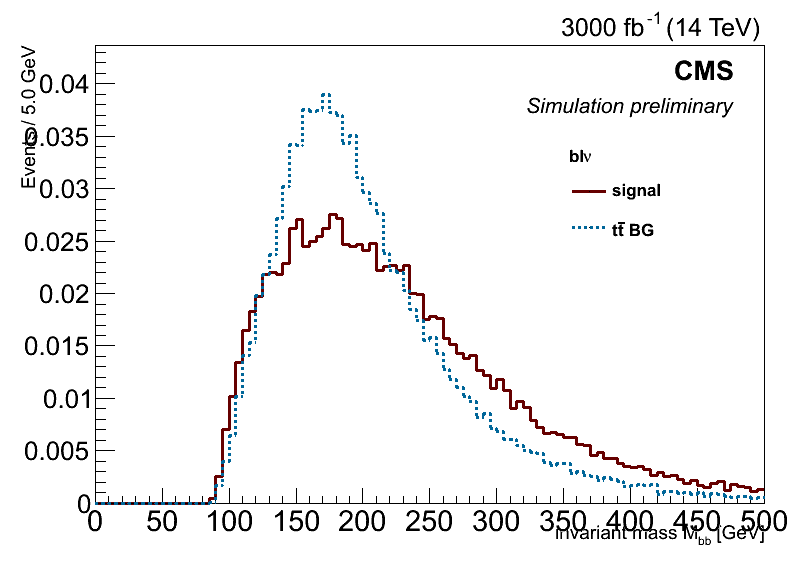 3000 fb-1 (14 TeV)
CMS
Simulation preliminary
blν
signal
tt̄ BG
Events / 5.0 GeV
0.04
0.035
0.03
0.025
0.02
0.015
0.01
0.005
0
0 50 100 150 200 250 300 350 400 450 500
Invariant mass Mbb [GeV]